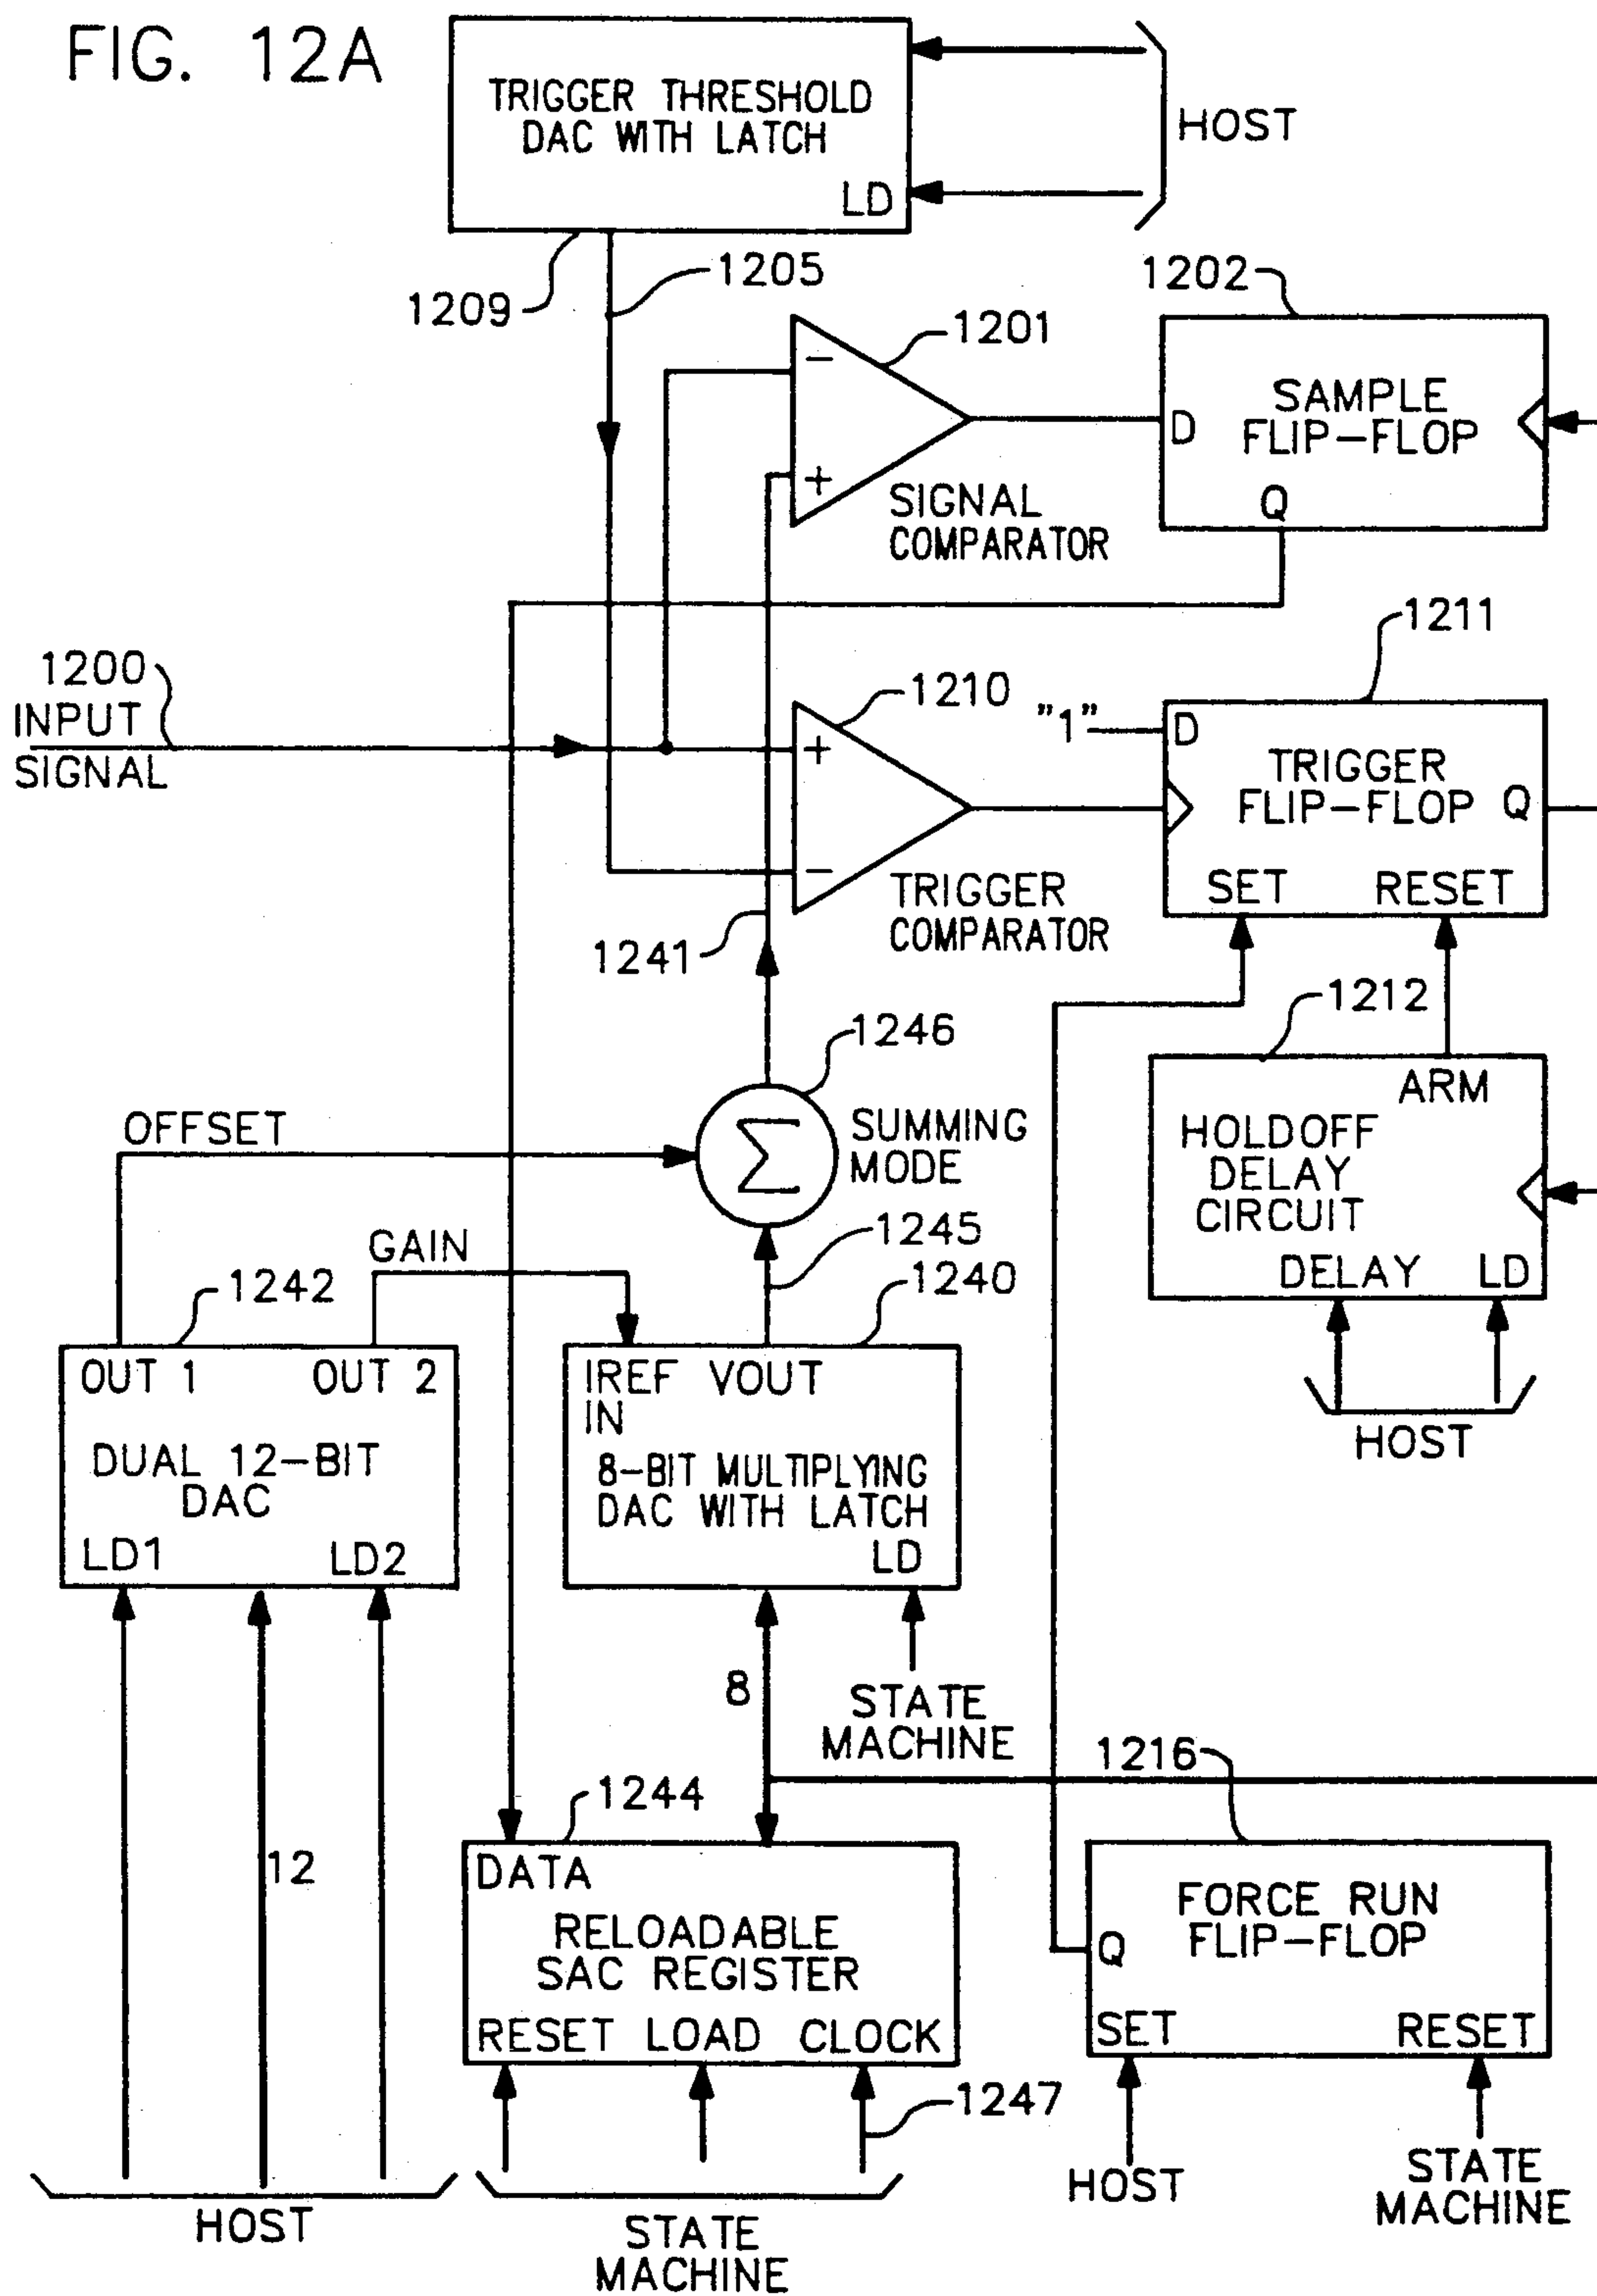 FIG. 12A
TRIGGER THRESHOLD
DAC WITH LATCH
LD
HOST
1209
1205
1201
1202
−
+
SIGNAL
COMPARATOR
D
SAMPLE
FLIP-FLOP
Q
1200
INPUT
SIGNAL
1210
+
−
TRIGGER
COMPARATOR
1211
"1"
D
TRIGGER
FLIP-FLOP
Q
SET
RESET
1241
1212
ARM
HOLDOFF
DELAY
CIRCUIT
DELAY
LD
HOST
1246
Σ
SUMMING
MODE
OFFSET
GAIN
1245
1242
1240
OUT 1
OUT 2
DUAL 12-BIT
DAC
LD1
LD2
IREF VOUT
IN
8-BIT MULTIPLYING
DAC WITH LATCH
LD
8
STATE
MACHINE
12
HOST
1244
DATA
RELOADABLE
SAC REGISTER
RESET LOAD CLOCK
1247
STATE
MACHINE
1216
FORCE RUN
FLIP-FLOP
Q
SET
RESET
HOST
STATE
MACHINE